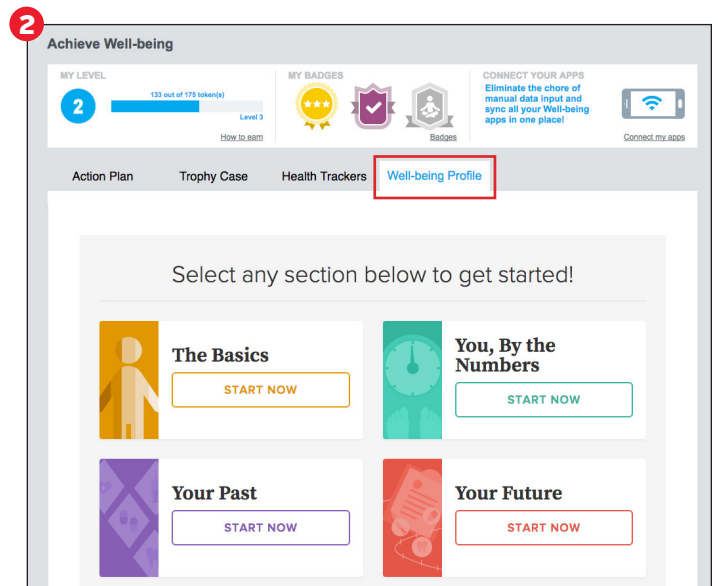 2
Achieve Well-being
MY LEVEL
2
133 out of 175 token(s)
Level 3
How to earn
MY BADGES
Badges
CONNECT YOUR APPS
Eliminate the chore of
manual data input and
sync all your Well-being
apps in one place!
Connect my apps
Action Plan Trophy Case Health Trackers Well-being Profile
Select any section below to get started!
The Basics
START NOW
You, By the
Numbers
START NOW
Your Past
START NOW
Your Future
START NOW